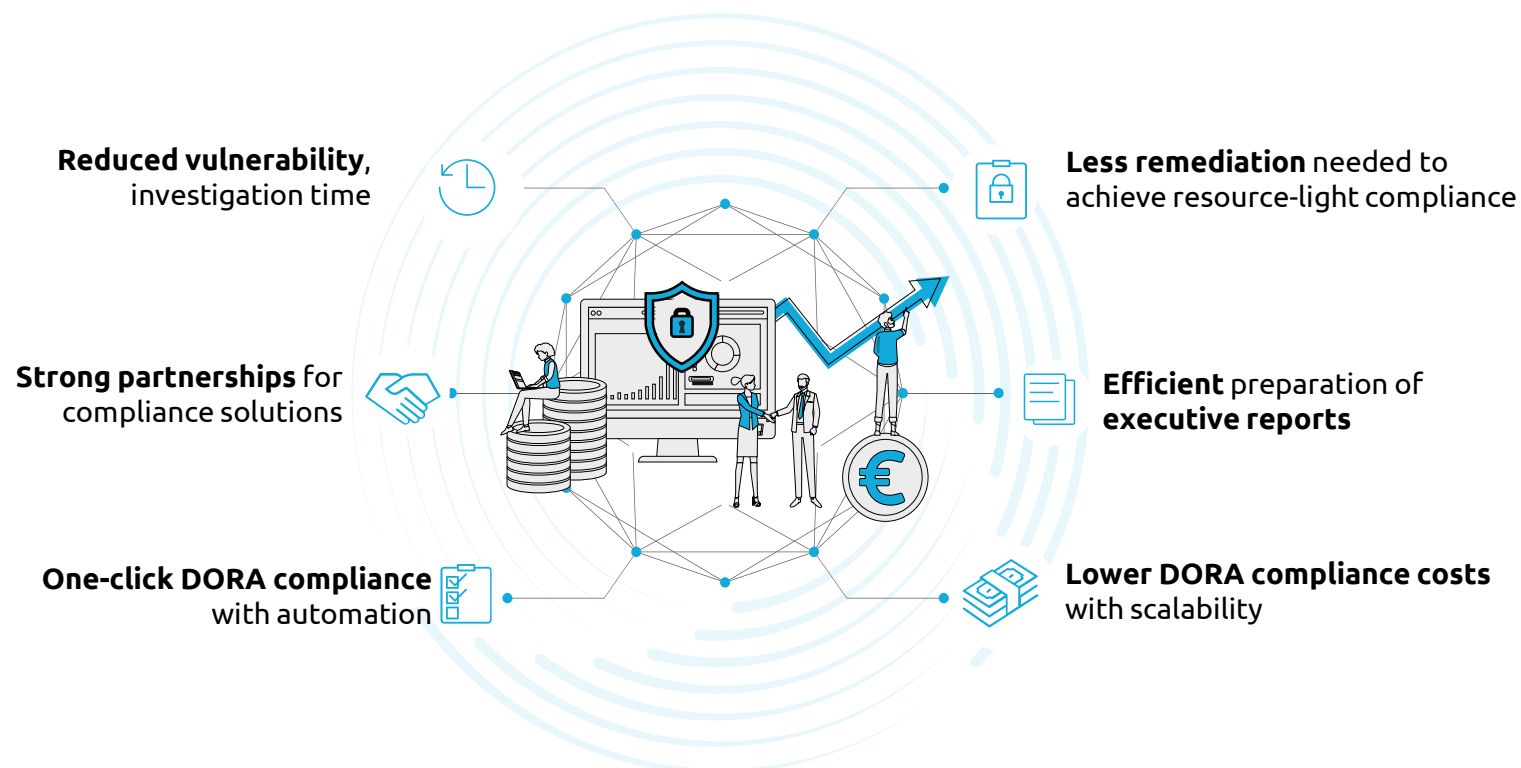 Reduced vulnerability,
investigation time
Less remediation needed to
achieve resource-light compliance
Strong partnerships for
compliance solutions
€
Efficient preparation of
executive reports
One-click DORA compliance
with automation
Lower DORA compliance costs
with scalability